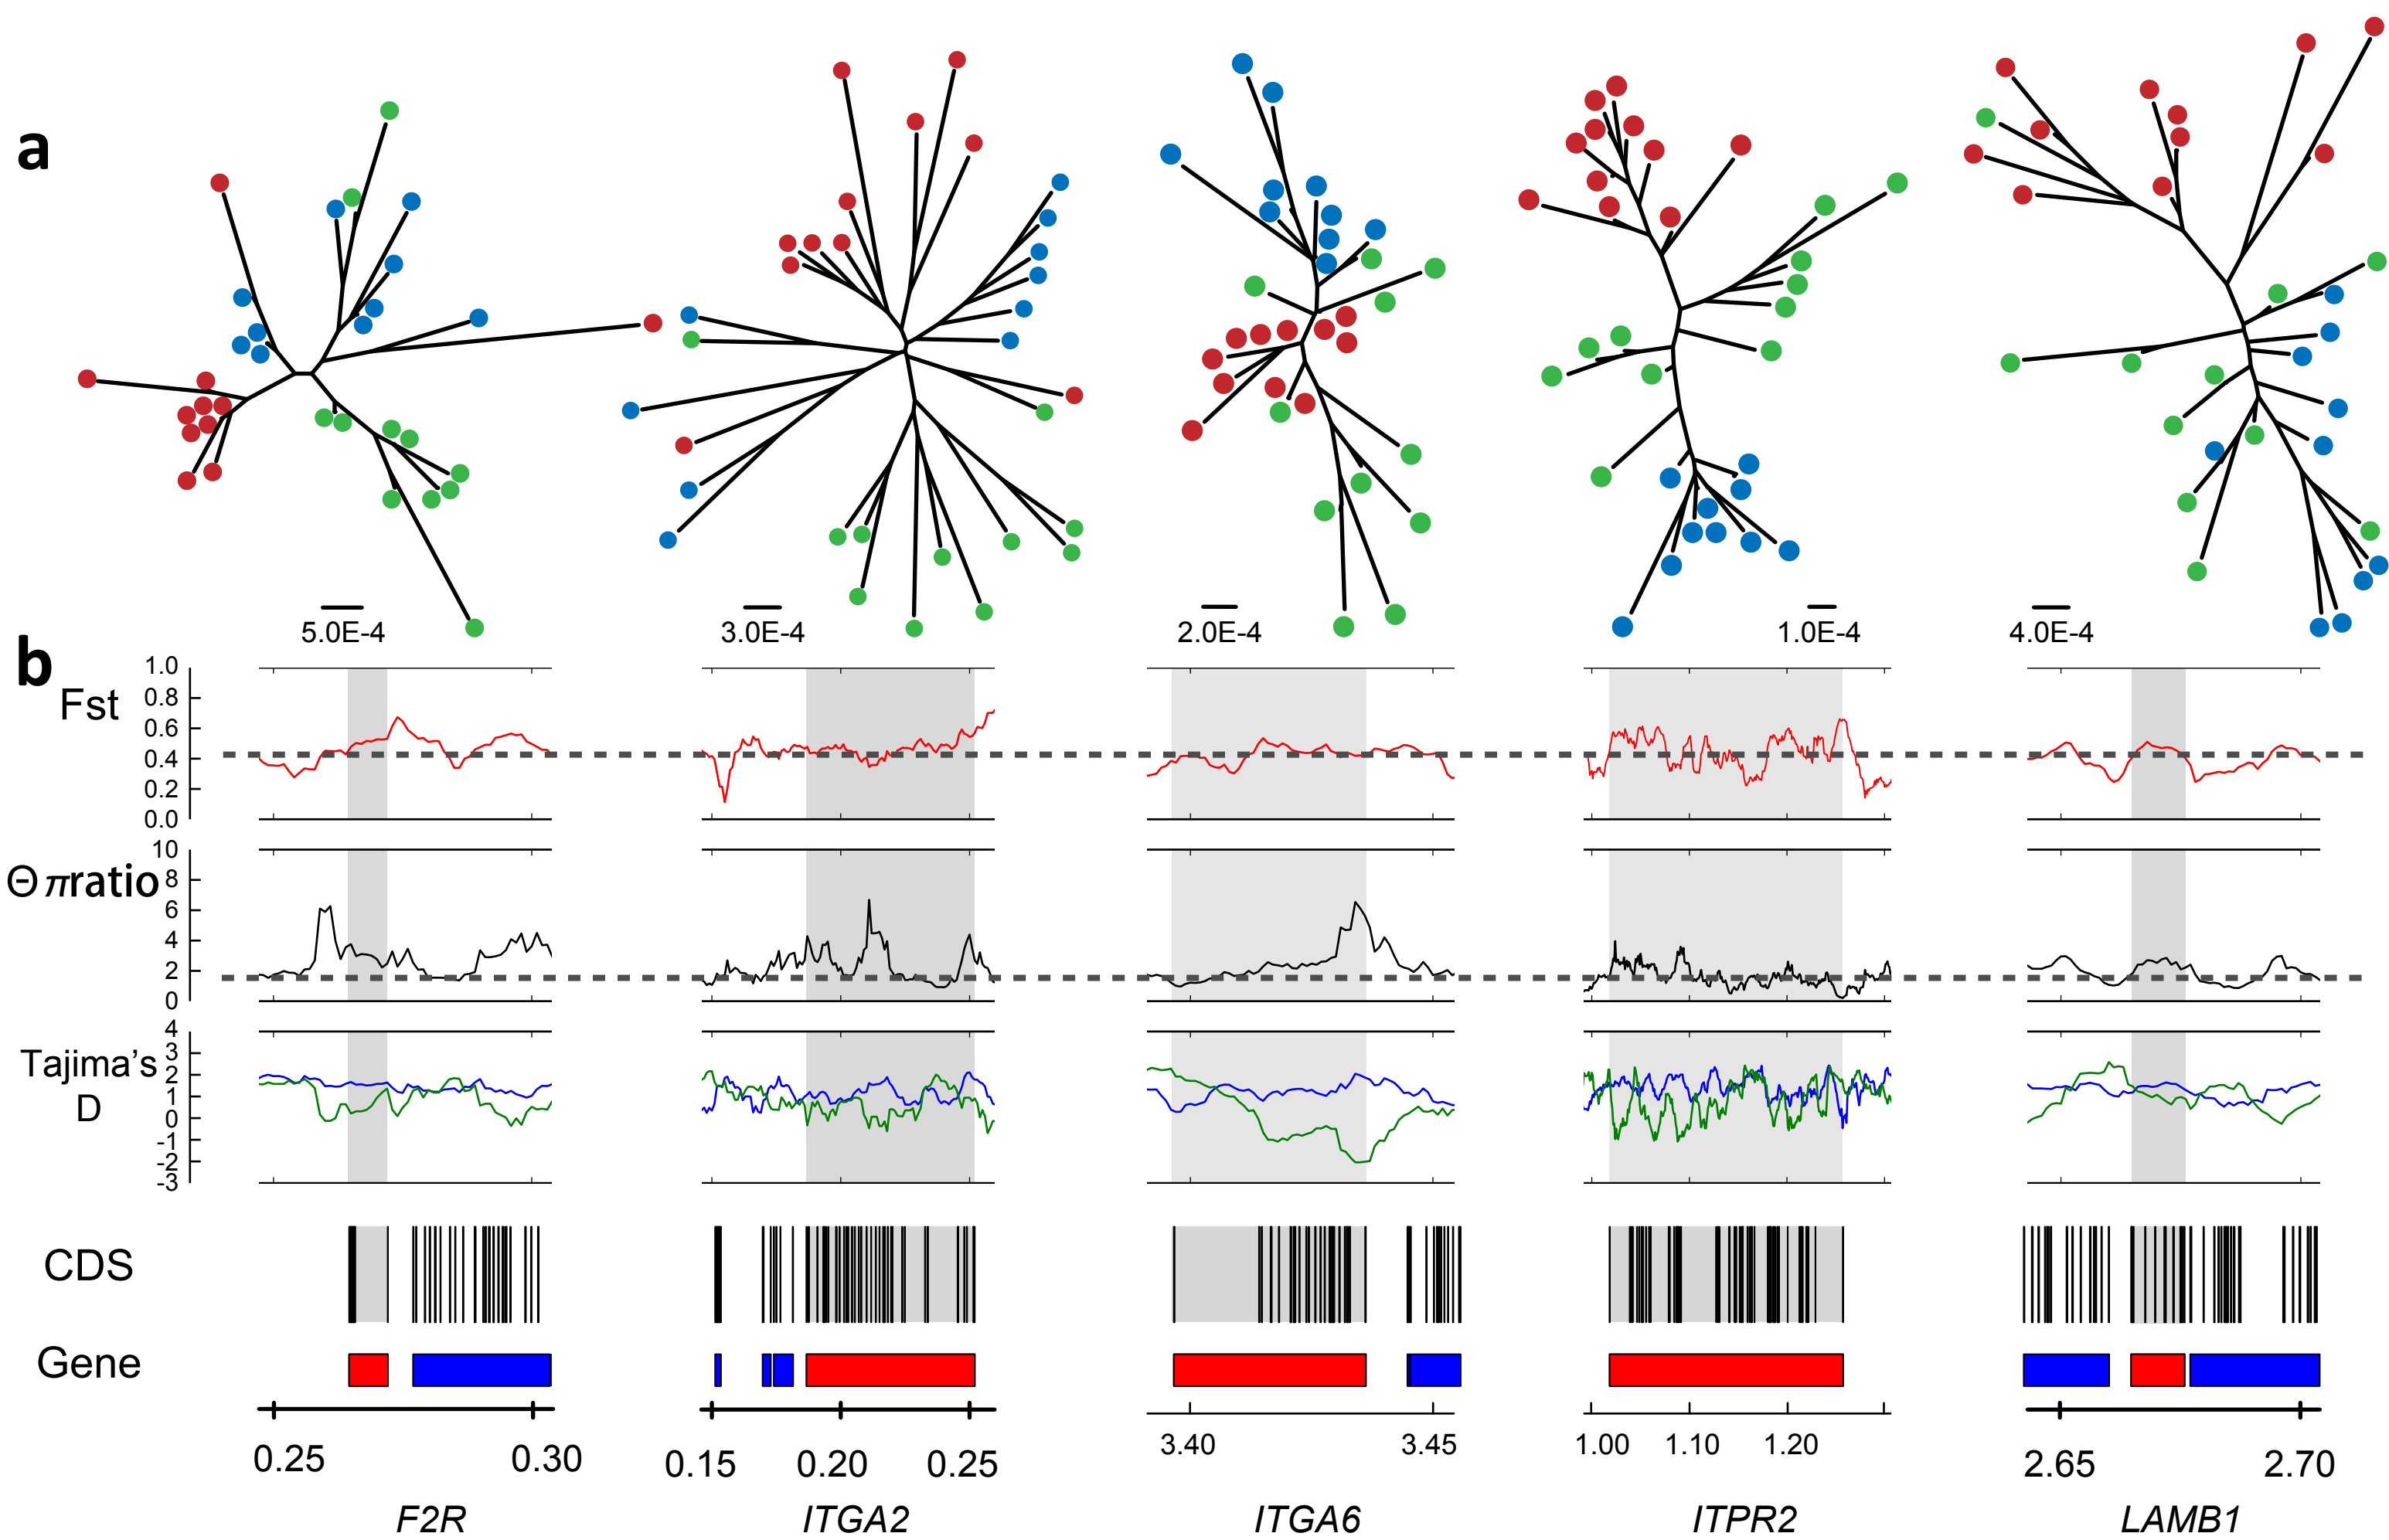 a
5.0E-4 3.0E-4 2.0E-4 1.0E-4 4.0E-4
b
Fst
1.0
0.8
0.6
0.4
0.2
0.0
Θπratio
10
8
6
4
2
0
Tajima's
D
4
3
2
1
0
-1
-2
-3
CDS
Gene
0.25 0.30 0.15 0.20 0.25 3.40 3.45 1.00 1.10 1.20 2.65 2.70
F2R ITGA2 ITGA6 ITPR2 LAMB1